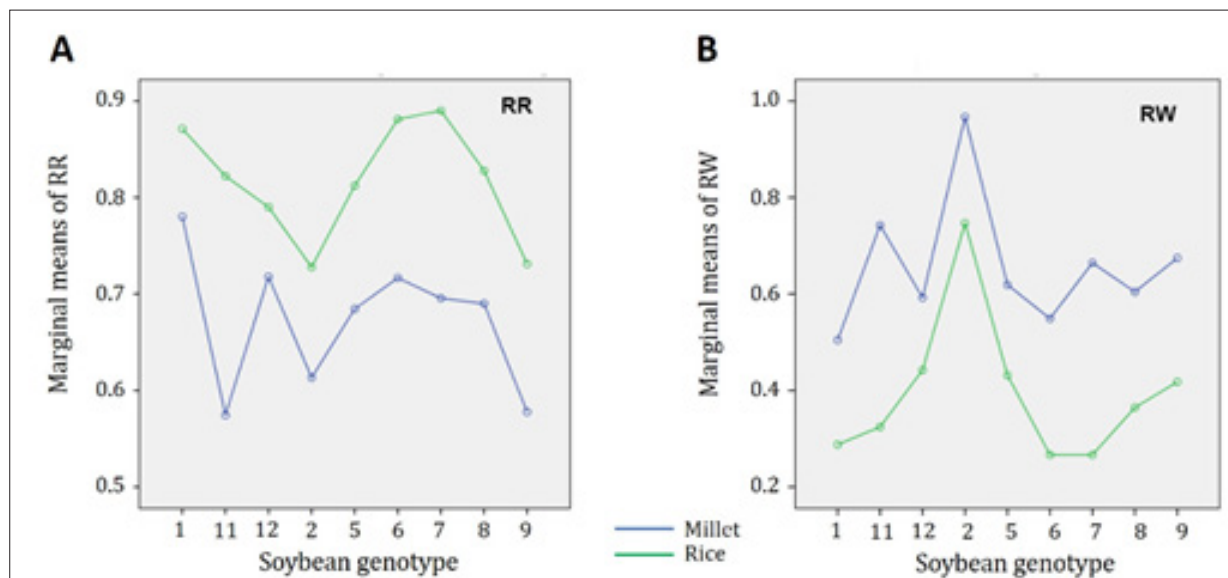 A
RR
Marginal means of RR
0.9
0.8
0.7
0.6
0.5
1 11 12 2 5 6 7 8 9
Soybean genotype
B
RW
Marginal means of RW
1.0
0.8
0.6
0.4
0.2
1 11 12 2 5 6 7 8 9
Soybean genotype
Millet
Rice